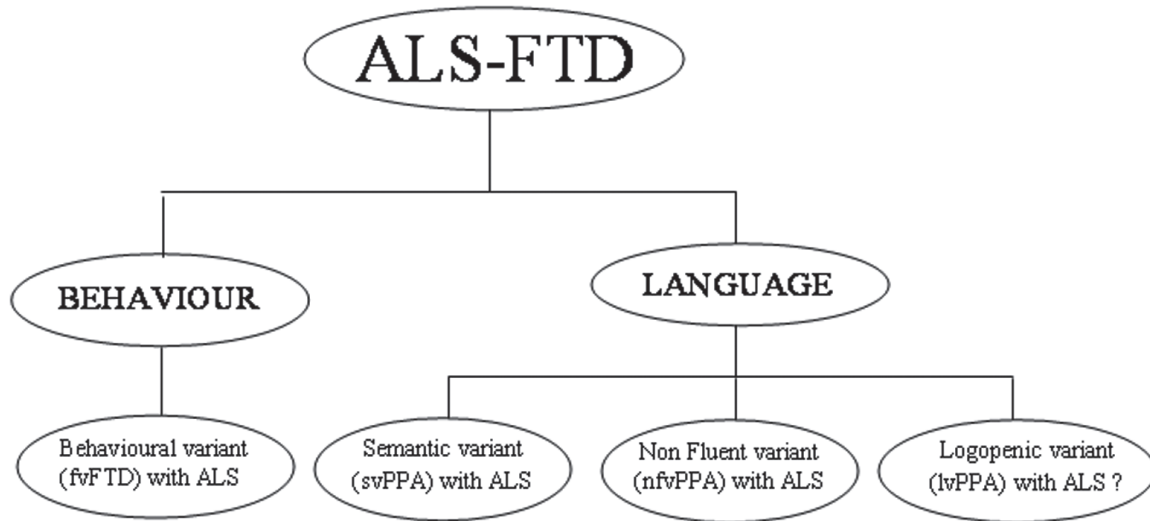 ALS-FTD
BEHAVIOUR
LANGUAGE
Behavioural variant
(fvFTD) with ALS
Semantic variant
(svPPA) with ALS
Non Fluent variant
(nfvPPA) with ALS
Logopenic variant
(lvPPA) with ALS ?